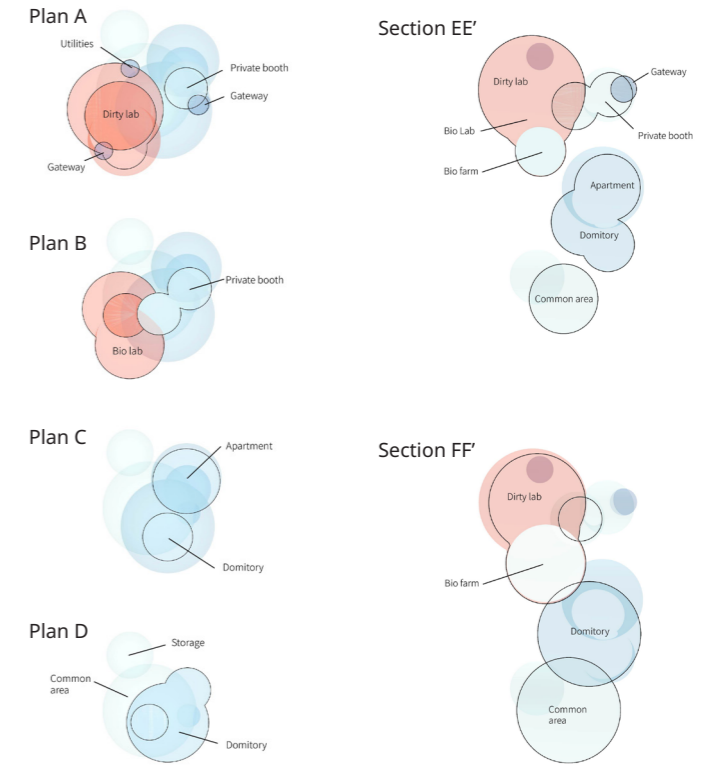 Plan A
Utilities
Private booth
Gateway
Dirty lab
Gateway
Plan B
Private booth
Bio lab
Plan C
Apartment
Domitory
Plan D
Storage
Common
area
Domitory
Section EE’
Dirty lab
Gateway
Bio Lab
Private booth
Bio farm
Apartment
Domitory
Common area
Section FF’
Dirty lab
Bio farm
Domitory
Common
area